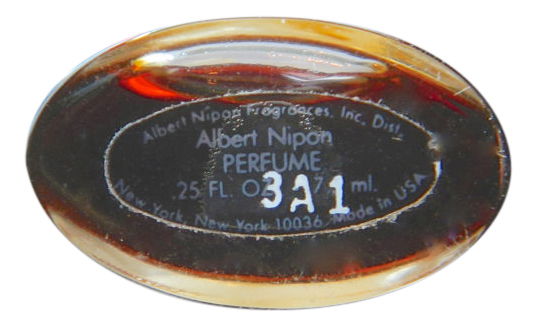 Albert Nipon Fragrances, Inc. Dist.
Albert Nipon
PERFUME
.25 FL. 3A1 ml.
New York, New York 10036 Made in USA